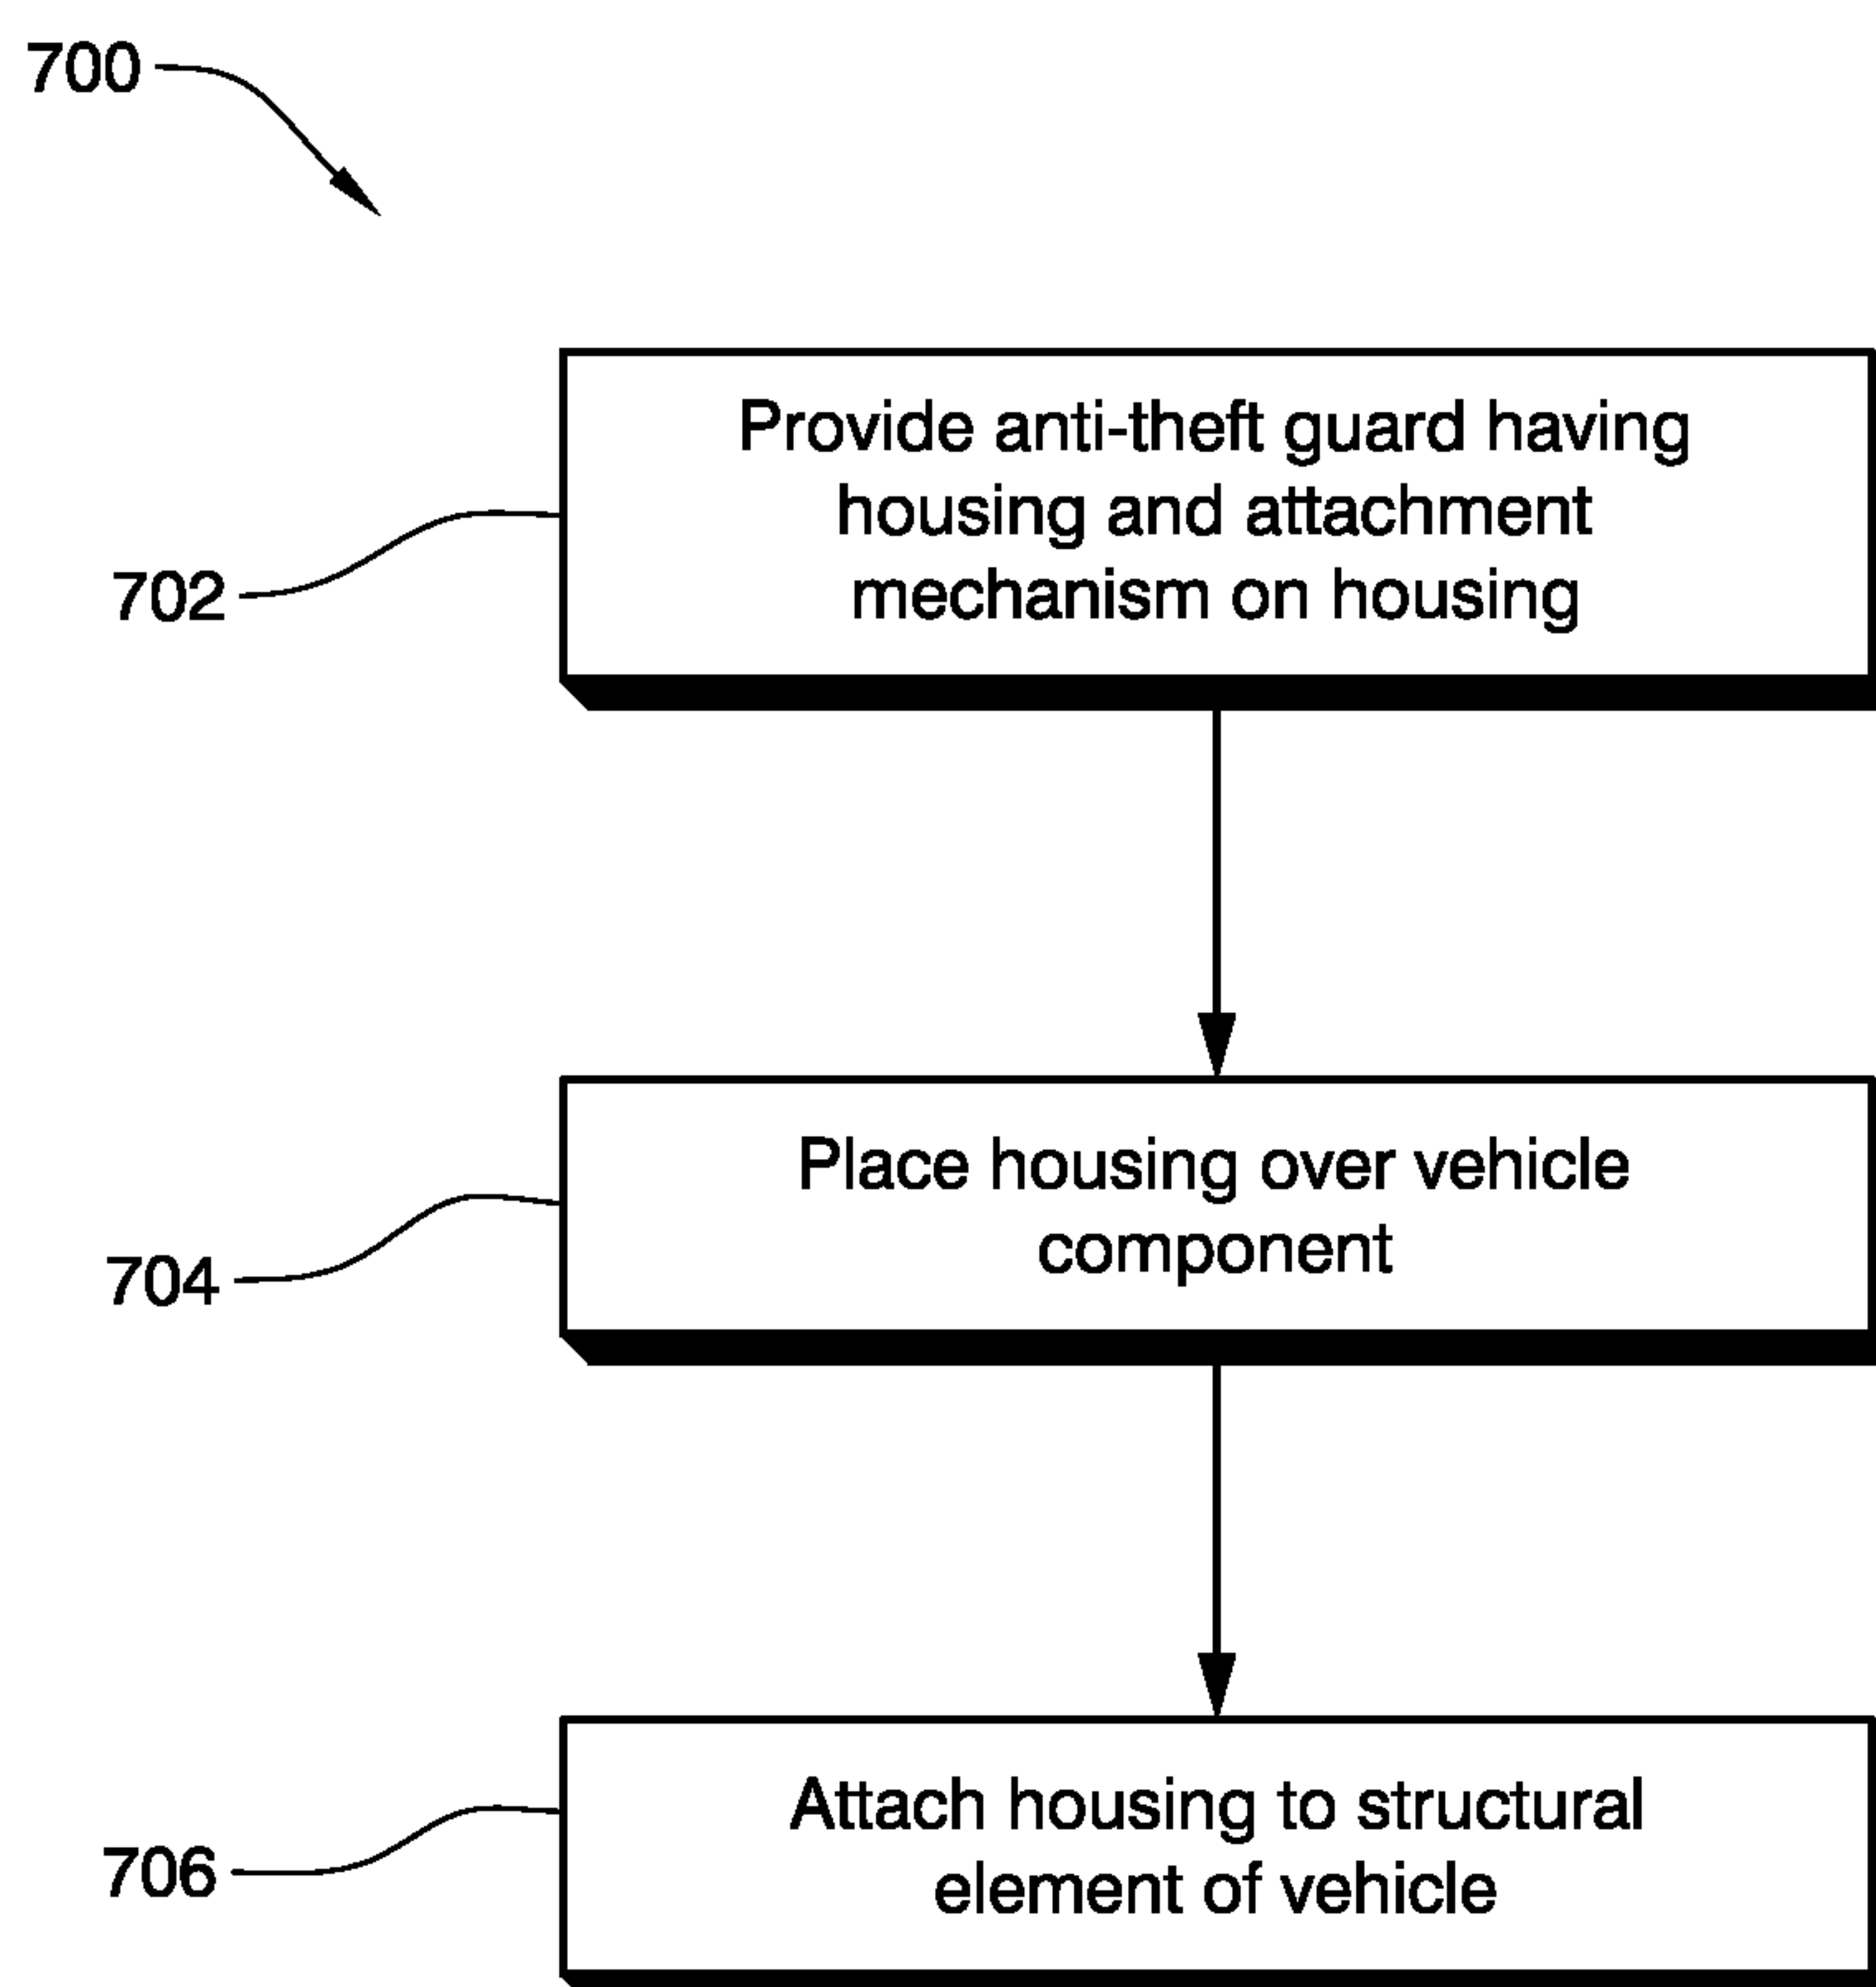 700
Provide anti-theft guard having
housing and attachment
mechanism on housing
702
Place housing over vehicle
component
704
Attach housing to structural
element of vehicle
706